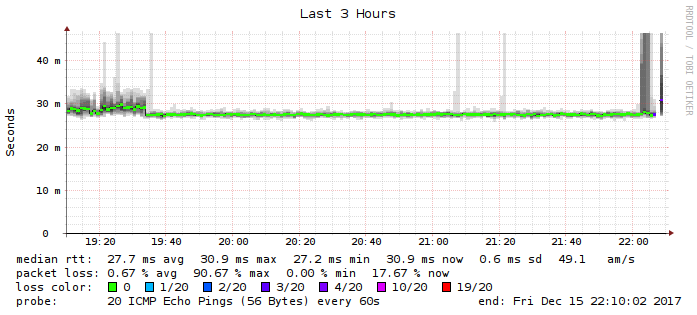 Last 3 Hours
RRDTOOL / TOBI OETIKER
Seconds
40 m
30 m
20 m
10 m
0
19:20 19:40 20:00 20:20 20:40 21:00 21:20 21:40 22:00
median rtt: 27.7 ms avg 30.9 ms max 27.2 ms min 30.9 ms now 0.6 ms sd 49.1 am/s
packet loss: 0.67 % avg 90.67 % max 0.00 % min 17.67 % now
loss color: 0 1/20 2/20 3/20 4/20 10/20 19/20
probe: 20 ICMP Echo Pings (56 Bytes) every 60s end: Fri Dec 15 22:10:02 2017